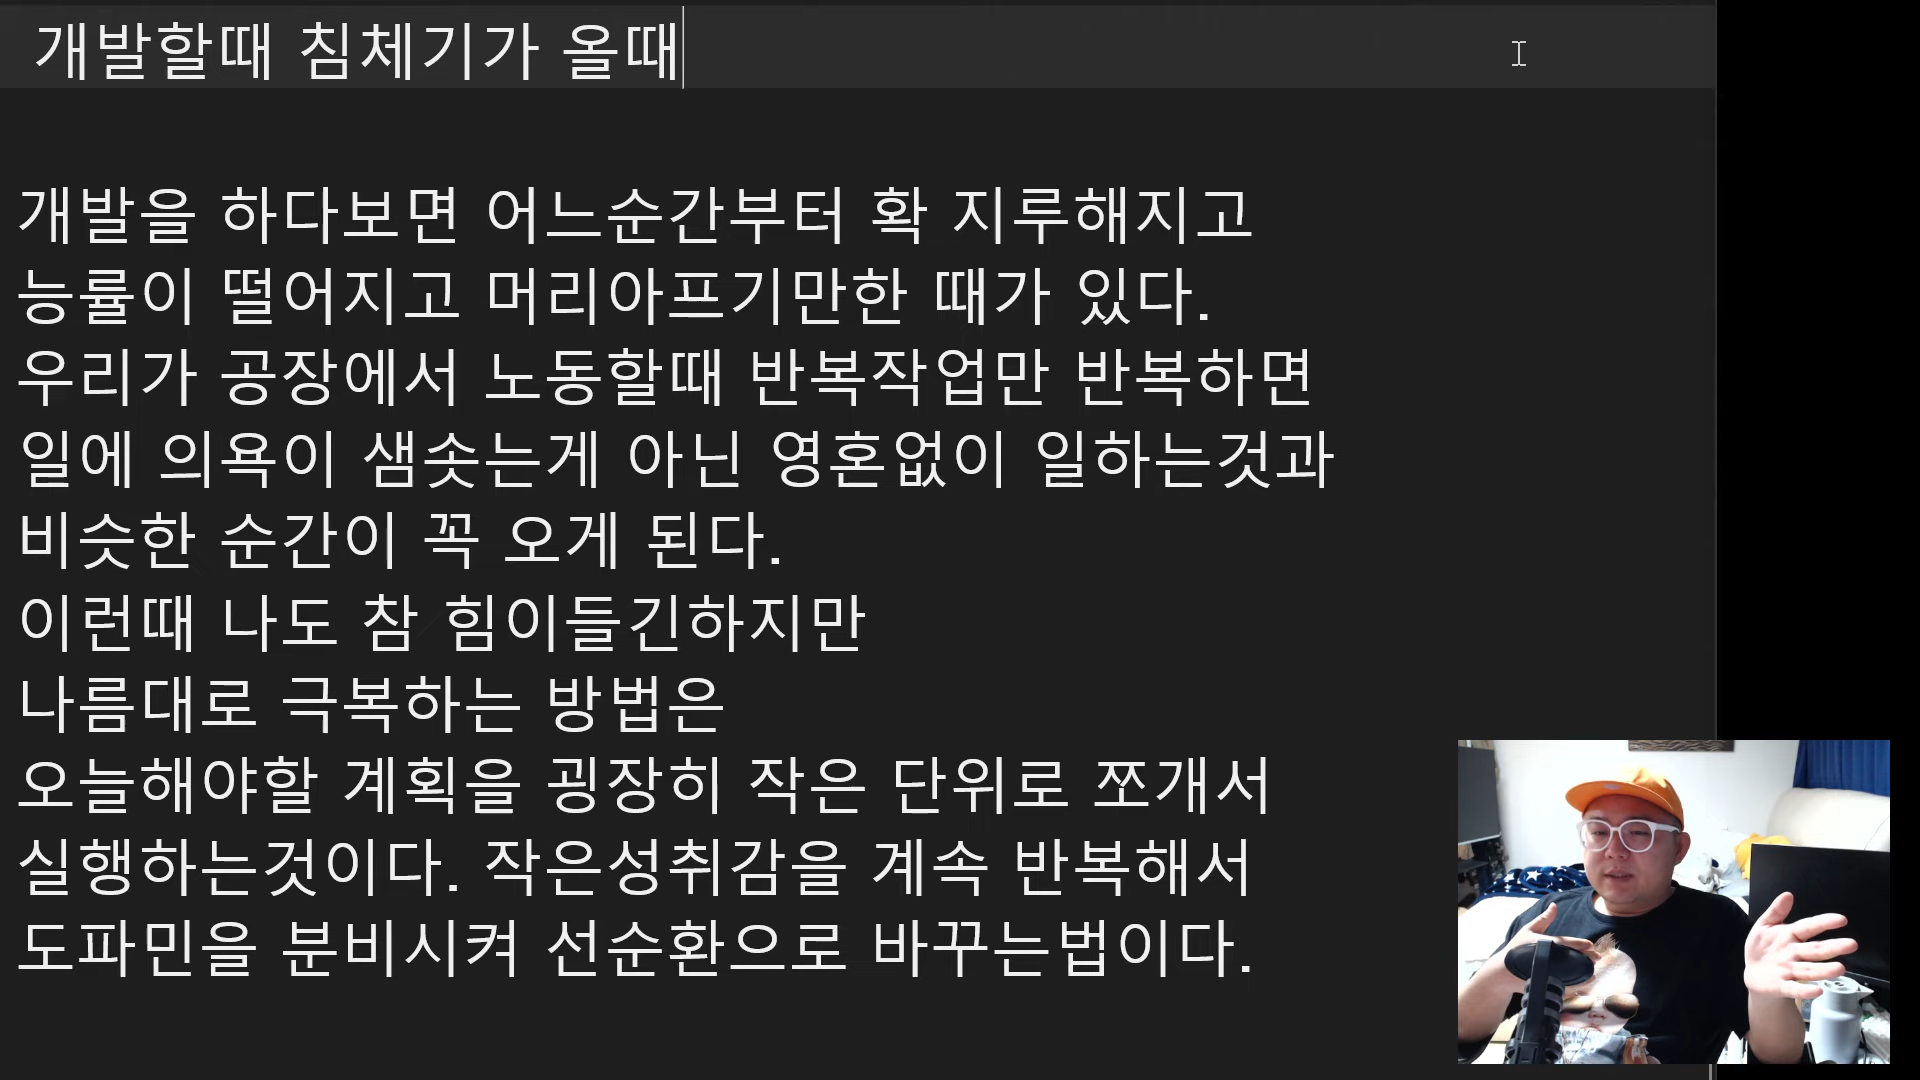 개발할때 침체기가 올때
개발을 하다보면 어느순간부터 확 지루해지고
능률이 떨어지고 머리아프기만한 때가 있다.
우리가 공장에서 노동할때 반복작업만 반복하면
일에 의욕이 샘솟는게 아닌 영혼없이 일하는것과
비슷한 순간이 꼭 오게 된다.
이런때 나도 참 힘이들긴하지만
나름대로 극복하는 방법은
오늘해야할 계획을 굉장히 작은 단위로 쪼개서
실행하는것이다. 작은성취감을 계속 반복해서
도파민을 분비시켜 선순환으로 바꾸는법이다.